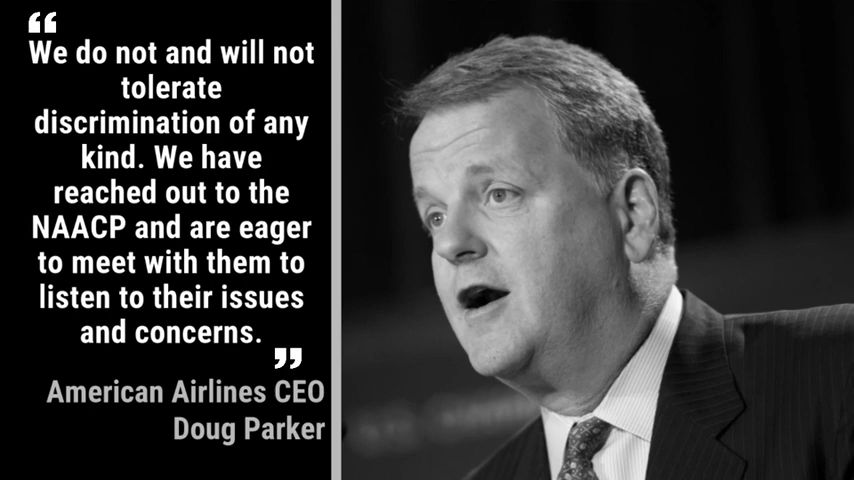 “
We do not and will not
tolerate
discrimination of any
kind. We have
reached out to the
NAACP and are eager
to meet with them to
listen to their issues
and concerns.
”
American Airlines CEO
Doug Parker